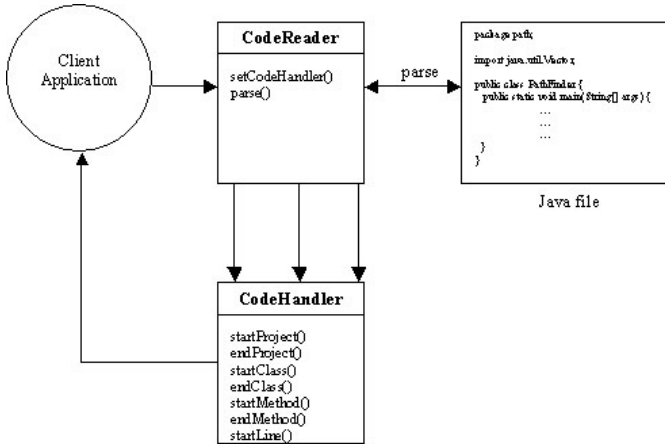 Client
Application
CodeReader
setCodeHandler()
parse()
parse
package path;
import java.util.Vector;
public class PathFinder {
public static void main(String[] args) {
...
...
...
}
}
Java file
CodeHandler
startProject()
endProject()
startClass()
endClass()
startMethod()
endMethod()
startLine()